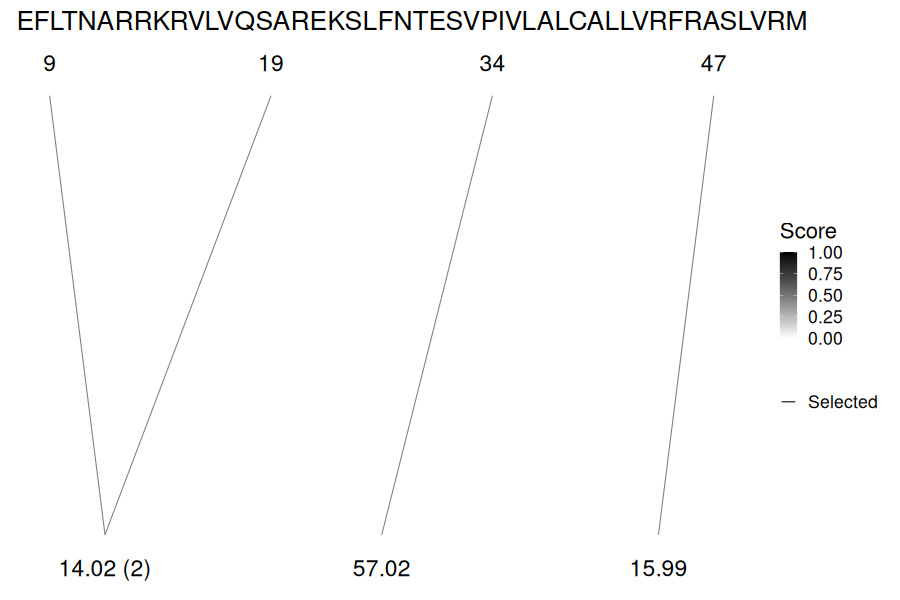 EFLTNARRKRVLVQSAREKSLFNTESVPIVLALCALLVRFRASLVRM
9 19 34 47
Score
1.00
0.75
0.50
0.25
0.00
Selected
14.02 (2) 57.02 15.99